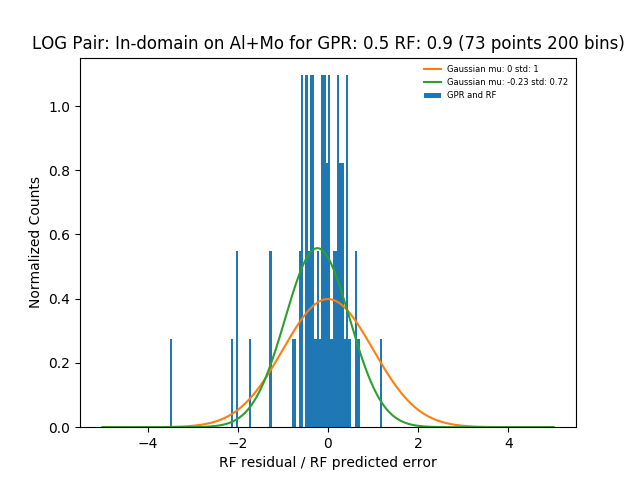 LOG Pair: In-domain on Al+Mo for GPR: 0.5 RF: 0.9 (73 points 200 bins)
Gaussian mu: 0 std: 1
Gaussian mu: -0.23 std: 0.72
GPR and RF
Normalized Counts
1.0
0.8
0.6
0.4
0.2
0.0
−4
−2
0
2
4
RF residual / RF predicted error